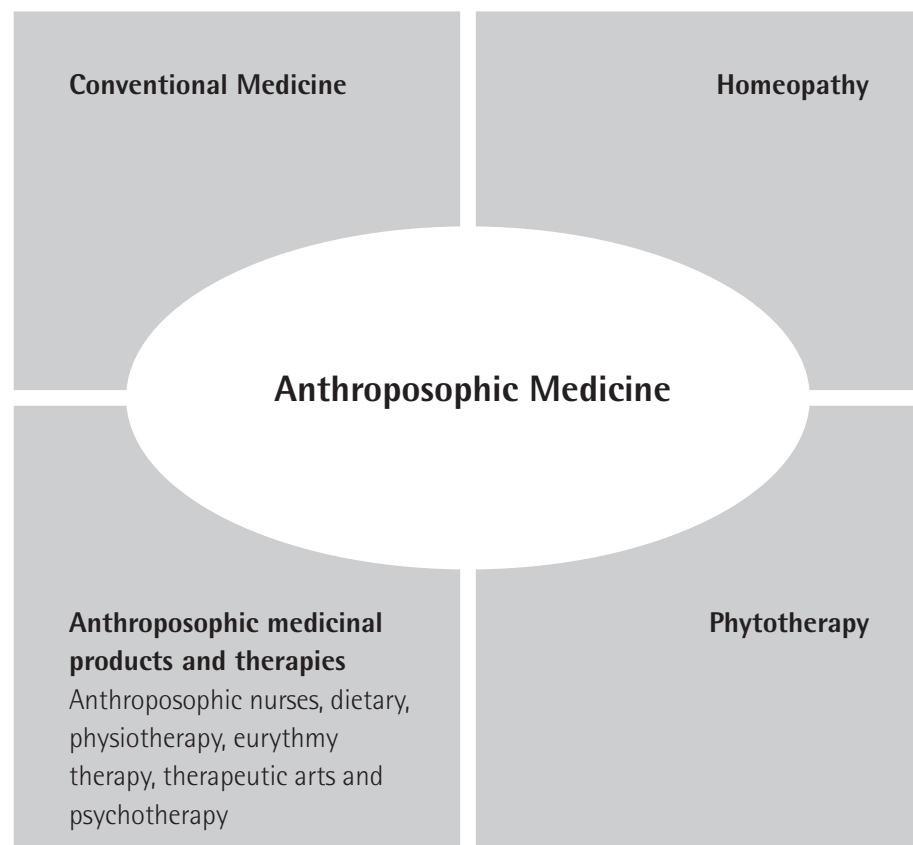 Conventional Medicine
Homeopathy
Anthroposophic Medicine
Anthroposophic medicinal
products and therapies
Anthroposophic nurses, dietary,
physiotherapy, eurythmy
therapy, therapeutic arts and
psychotherapy
Phytotherapy